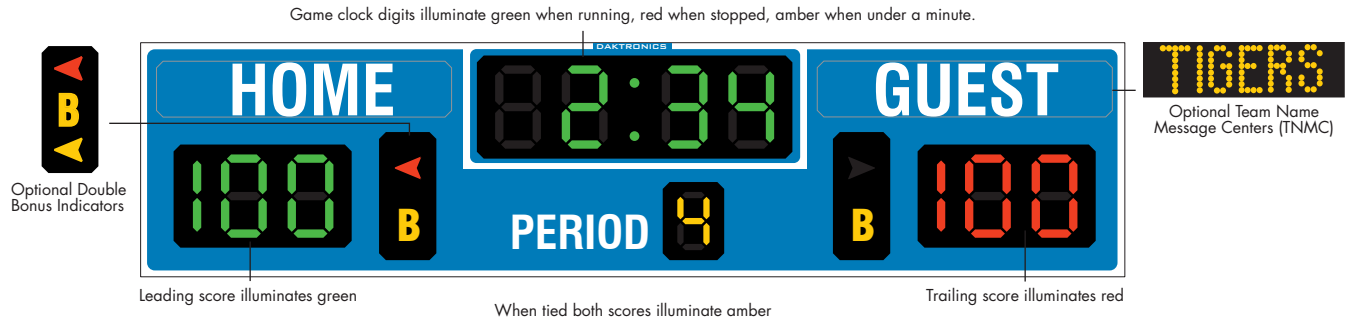 Game clock digits illuminate green when running, red when stopped, amber when under a minute.
DAKTRONICS
HOME
2:34
GUEST
TIGERS
Optional Team Name
Message Centers (TNMC)
B
Optional Double
Bonus Indicators
100
B
PERIOD
4
B
100
Leading score illuminates green
When tied both scores illuminate amber
Trailing score illuminates red